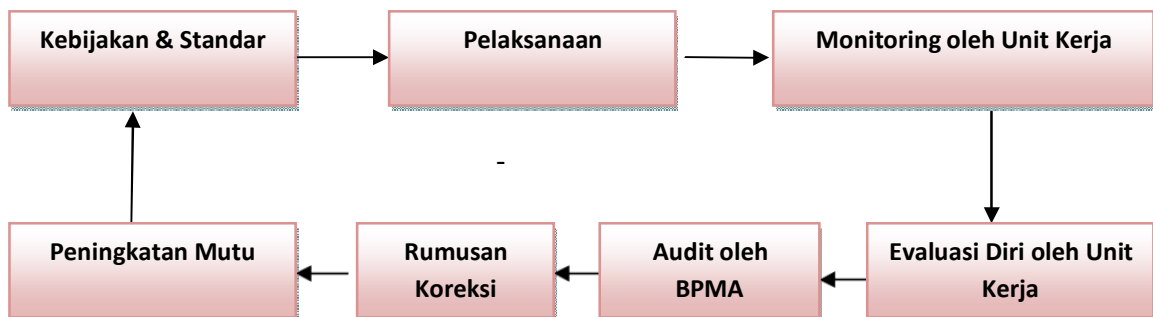 Kebijakan & Standar
Pelaksanaan
Monitoring oleh Unit Kerja
-
Peningkatan Mutu
Rumusan
Koreksi
Audit oleh
BPMA
Evaluasi Diri oleh Unit
Kerja